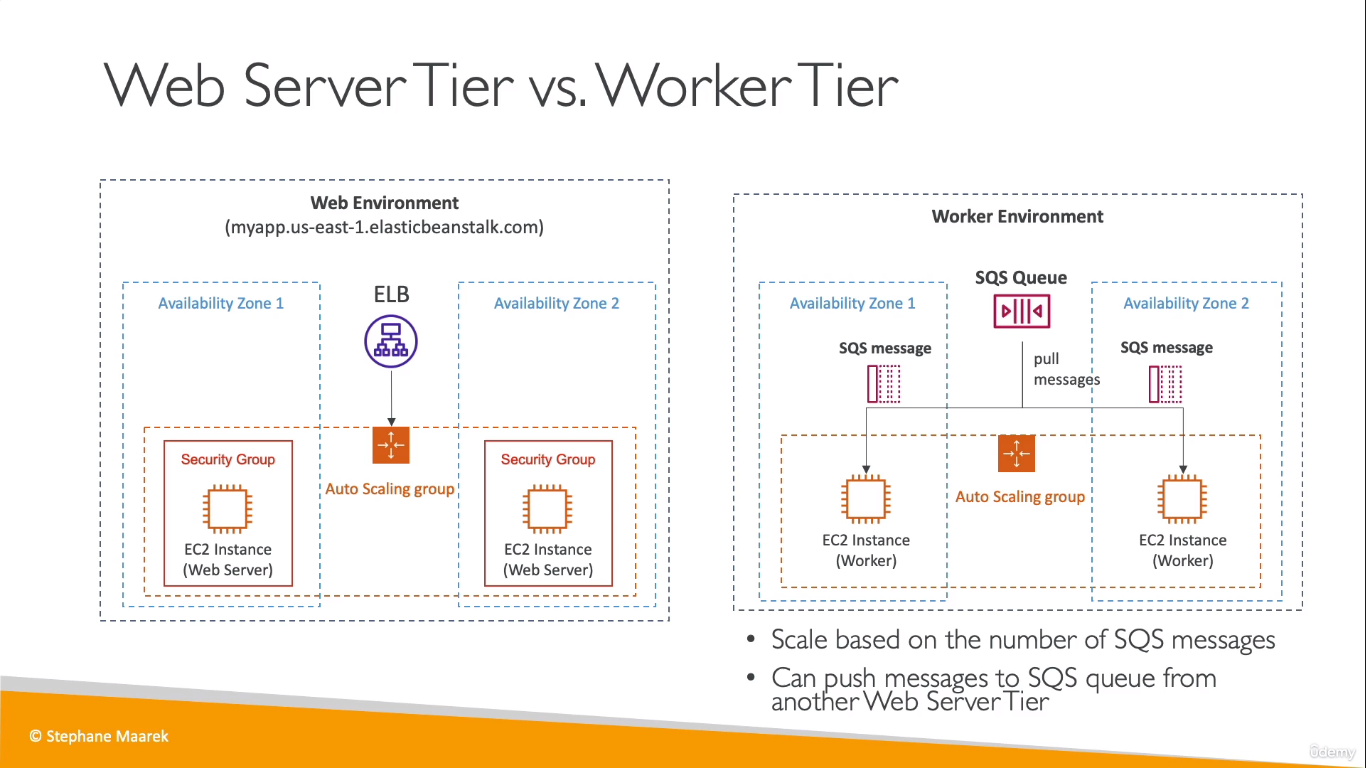 Web Server Tier vs. Worker Tier
Web Environment
(myapp.us-east-1.elasticbeanstalk.com)
Availability Zone 1
ELB
Availability Zone 2
Security Group
Auto Scaling group
Security Group
EC2 Instance
(Web Server)
EC2 Instance
(Web Server)
Worker Environment
SQS Queue
Availability Zone 1
Availability Zone 2
SQS message
pull
messages
SQS message
Auto Scaling group
EC2 Instance
(Worker)
EC2 Instance
(Worker)
• Scale based on the number of SQS messages
• Can push messages to SQS queue from
another Web Server Tier
© Stephane Maarek
ûdemy